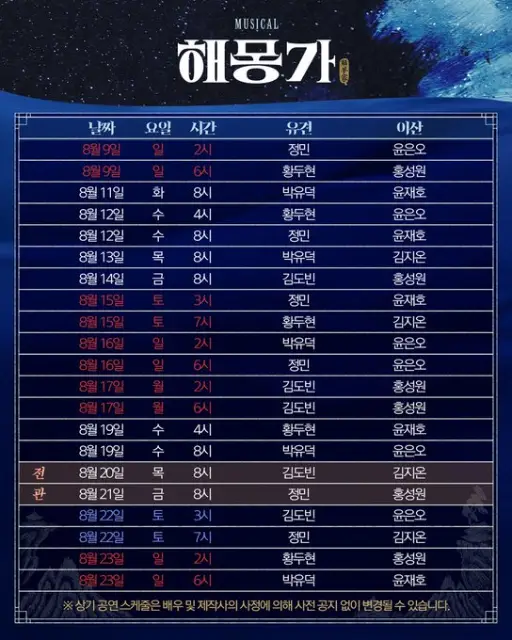 MUSICAL
해몽가
날짜 요일 시간 유견 이산
8월 9일 일 2시 정민 윤은오
8월 9일 일 6시 황두현 홍성원
8월 11일 화 8시 박유덕 윤재호
8월 12일 수 4시 황두현 윤은오
8월 12일 수 8시 정민 윤재호
8월 13일 목 8시 박유덕 김지온
8월 14일 금 8시 김도빈 홍성원
8월 15일 토 3시 정민 윤재호
8월 15일 토 7시 황두현 김지온
8월 16일 일 2시 박유덕 윤은오
8월 16일 일 6시 정민 윤은오
8월 17일 월 2시 김도빈 홍성원
8월 17일 월 6시 김도빈 홍성원
8월 19일 수 4시 황두현 윤재호
8월 19일 수 8시 박유덕 윤은오
전 8월 20일 목 8시 김도빈 김지온
관 8월 21일 금 8시 정민 홍성원
8월 22일 토 3시 김도빈 윤은오
8월 22일 토 7시 정민 김지온
8월 23일 일 2시 황두현 홍성원
8월 23일 일 6시 박유덕 윤재호
※ 상기 공연 스케줄은 배우 및 제작사의 사정에 의해 사전 공지 없이 변경될 수 있습니다.